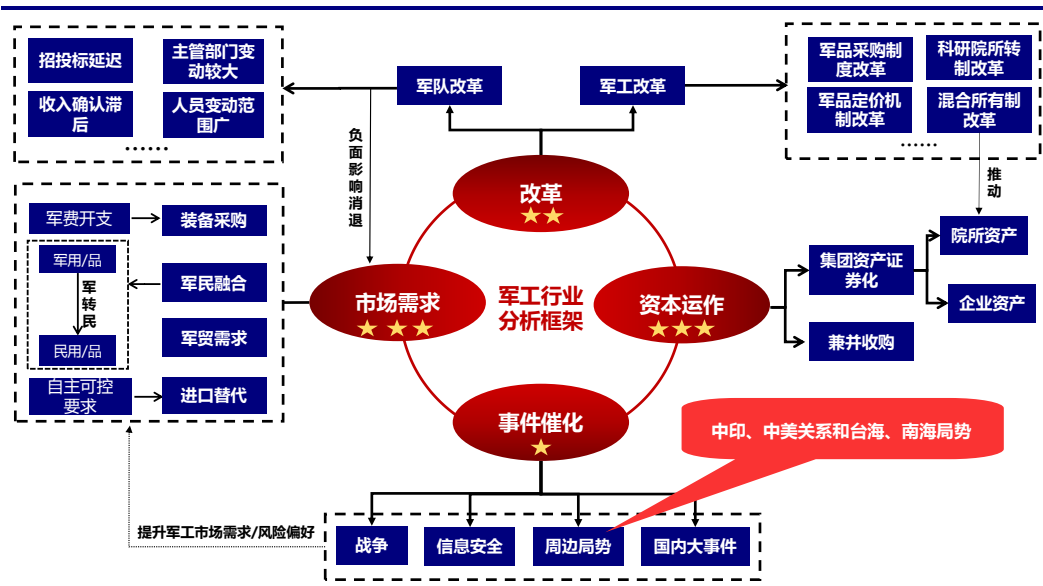 招投标延迟
主管部门变
动较大
收入确认滞
后
人员变动范
围广
……
军队改革
军工改革
军品采购制
度改革
科研院所转
制改革
军品定价机
制改革
混合所有制
改革
……
负面影响消退
推动
改革
军费开支
装备采购
军用/品
军转民
民用/品
军民融合
军贸需求
自主可控
要求
进口替代
市场需求
军工行业
分析框架
资本运作
集团资产证
券化
院所资产
企业资产
兼并收购
事件催化
中印、中美关系和台海、南海局势
提升军工市场需求/风险偏好
战争
信息安全
周边局势
国内大事件